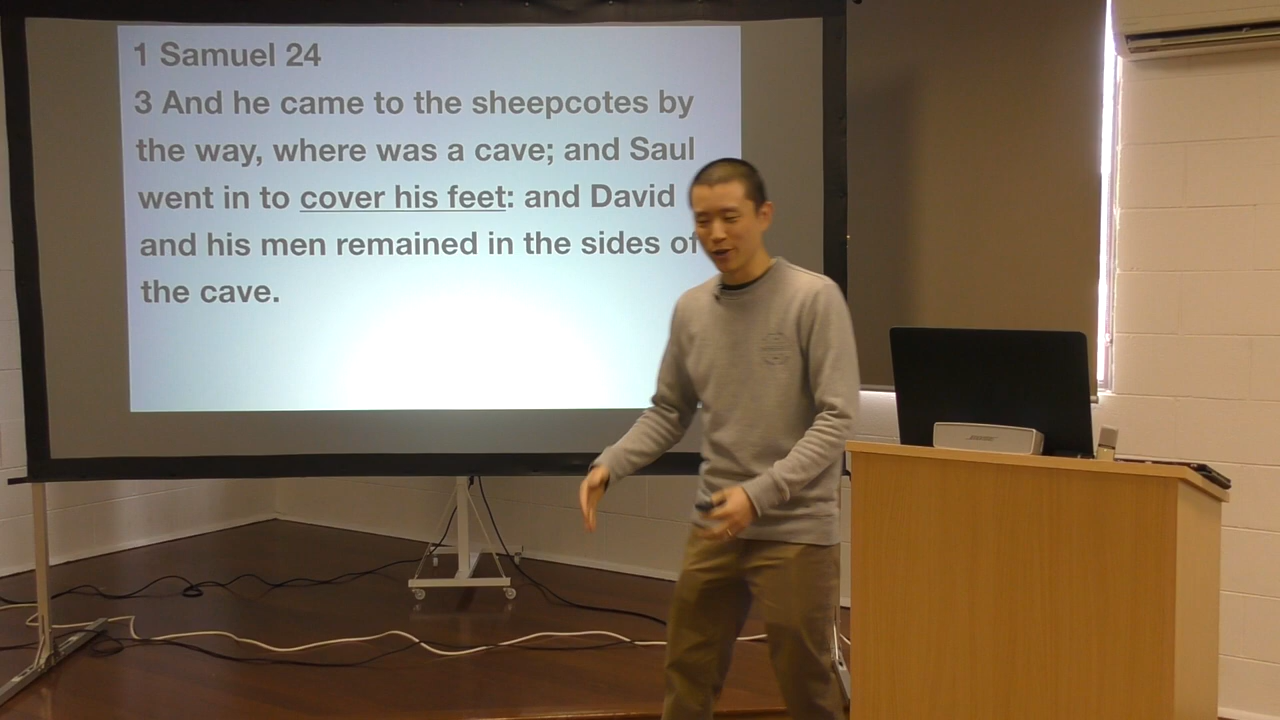 1 Samuel 24
3 And he came to the sheepcotes by
the way, where was a cave; and Saul
went in to cover his feet: and David
and his men remained in the sides of
the cave.
BOSE